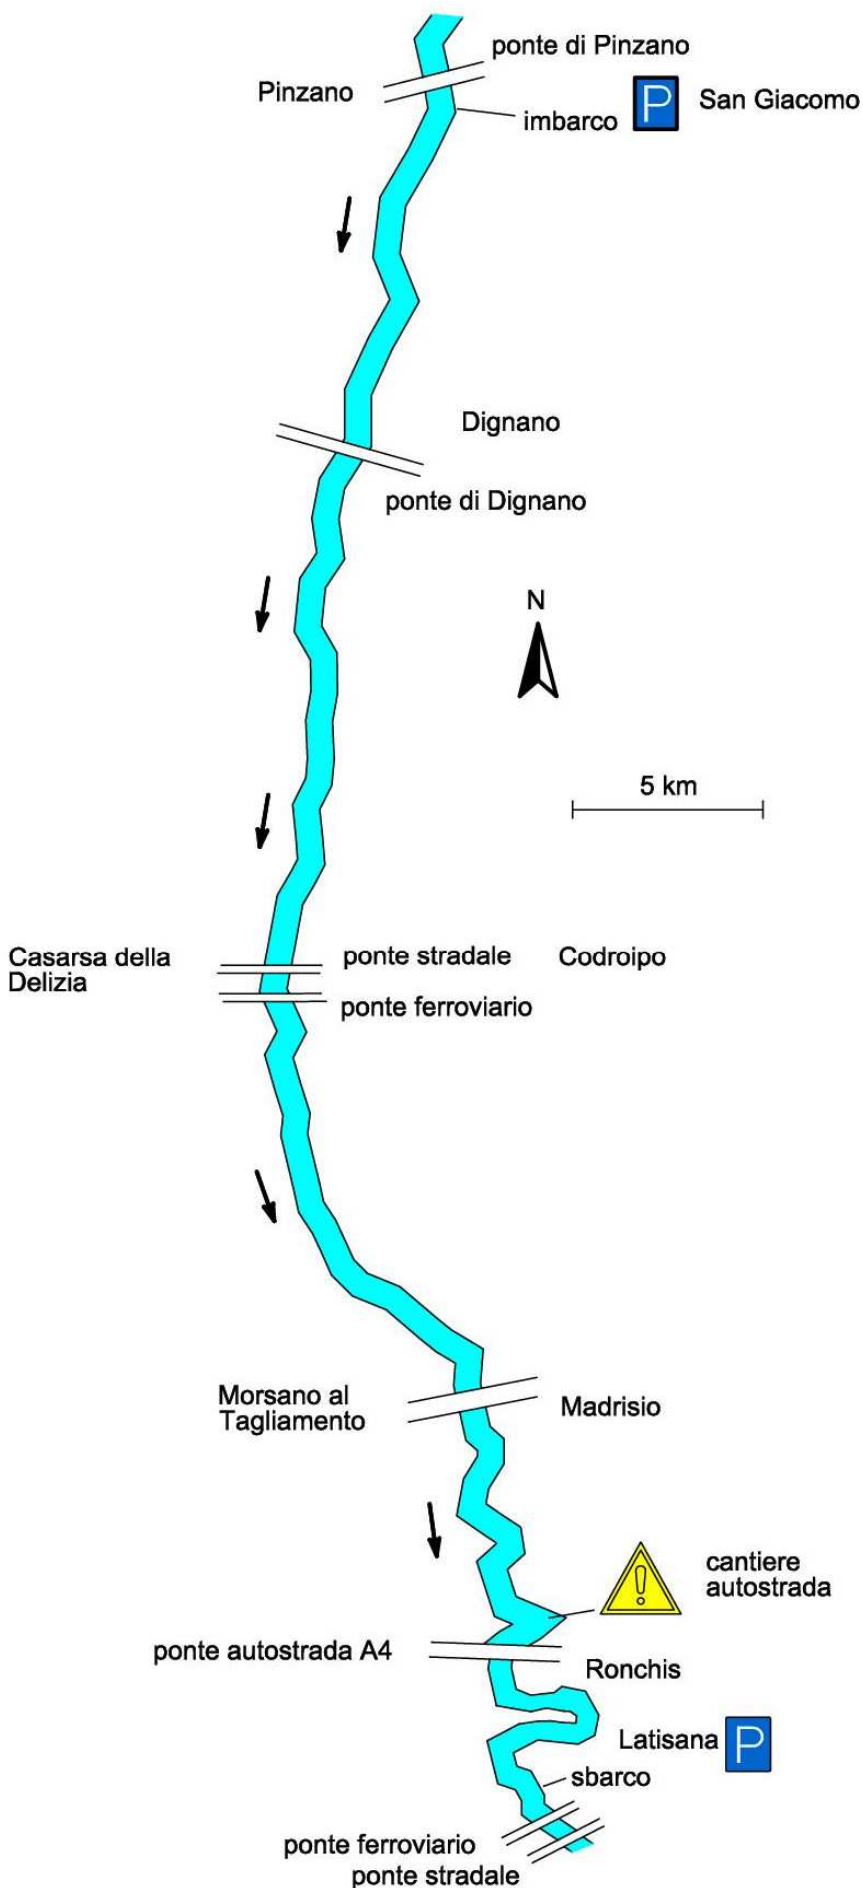 ponte di Pinzano
Pinzano
imbarco
P
San Giacomo
Dignano
ponte di Dignano
N
5 km
Casarsa della
Delizia
ponte stradale
Codroipo
ponte ferroviario
Morsano al
Tagliamento
Madrisio
!
cantiere
autostrada
ponte autostrada A4
Ronchis
Latisana
P
sbarco
ponte ferroviario
ponte stradale